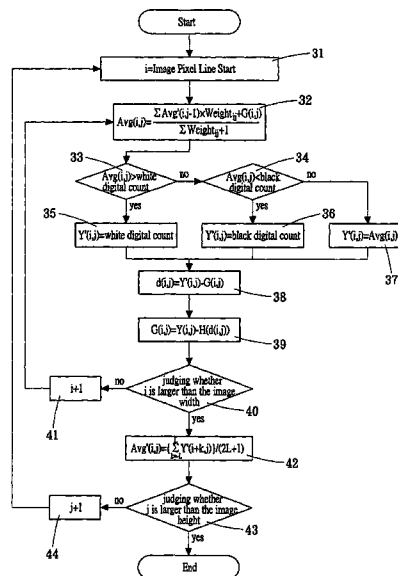 Start
31
i=Image Pixel Line Start
32
Avg(i,j)= ΣAvg'(i,j-1)×Weight_ij+G(i,j)
ΣWeight_ij+1
33
34
Avg(i,j)>white
digital count
no
Avg(i,j)<black
digital count
no
yes
yes
35
36
Y'(i,j)=white digital count
Y'(i,j)=black digital count
Y'(i,j)=Avg(i,j)
37
d(i,j)=Y'(i,j)-G(i,j)
38
G(i,j)=Y(i,j)-H(d(i,j))
39
i+1
no
judging whether
i is larger than the image
width
40
41
yes
Avg'(i,j)={ΣY'(i+k,j)}/(2L+1)
42
j+1
no
judging whether
j is larger than the image
height
43
44
yes
End